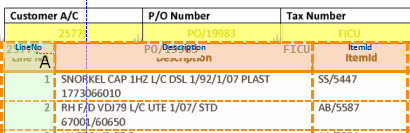 Customer A/C P/O Number Tax Number
25771 PO/19983 FICU
LineNo Description ItemId
Line No Description ItemId
A
1 SNORKEL CAP 1HZ L/C DSL 1/92/1/07 PLAST SS/5447
1773066010
2 RH F/D VDJ79 L/C UTE 1/07/ STD AB/5587
67001/60650